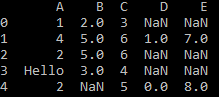 A B C D E
0 1 2.0 3 NaN NaN
1 4 5.0 6 1.0 7.0
2 2 5.0 6 NaN NaN
3 Hello 3.0 4 NaN NaN
4 2 NaN 5 0.0 8.0